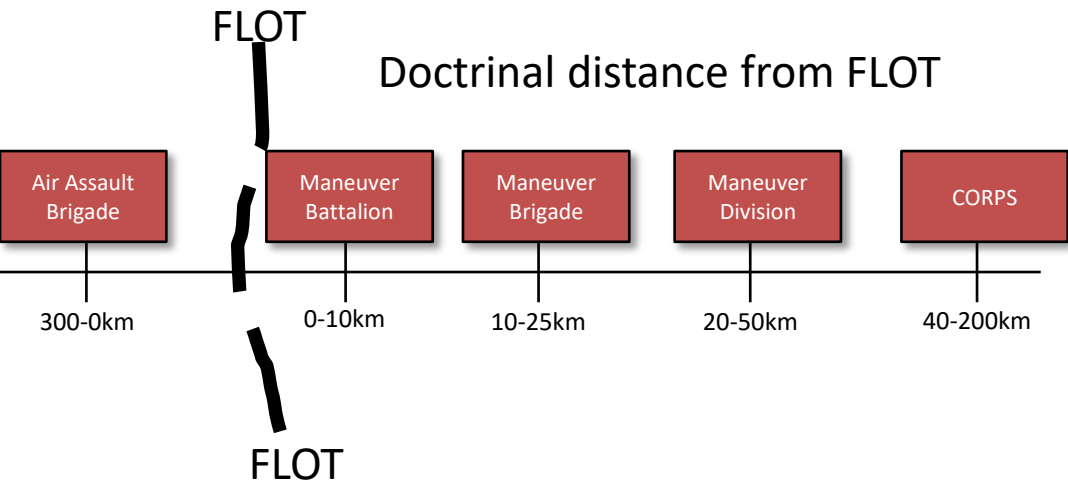 FLOT
Doctrinal distance from FLOT
Air Assault
Brigade
Maneuver
Battalion
Maneuver
Brigade
Maneuver
Division
CORPS
300-0km
0-10km
10-25km
20-50km
40-200km
FLOT